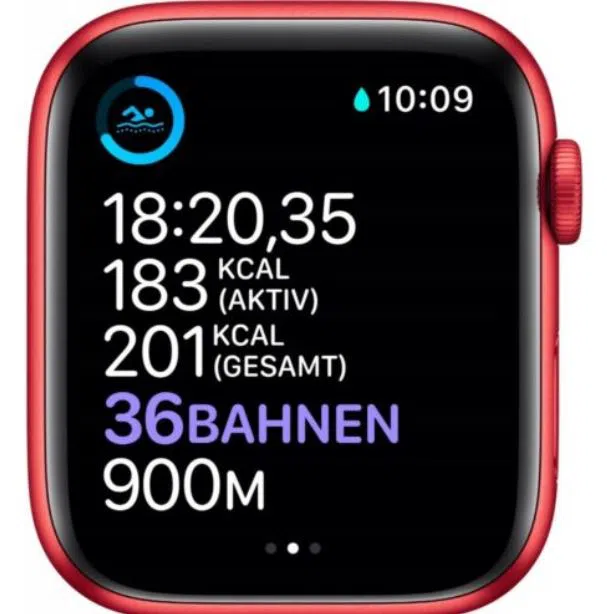 10:09
18:20,35
183 KCAL (AKTIV)
201 KCAL (GESAMT)
36BAHNEN
900M